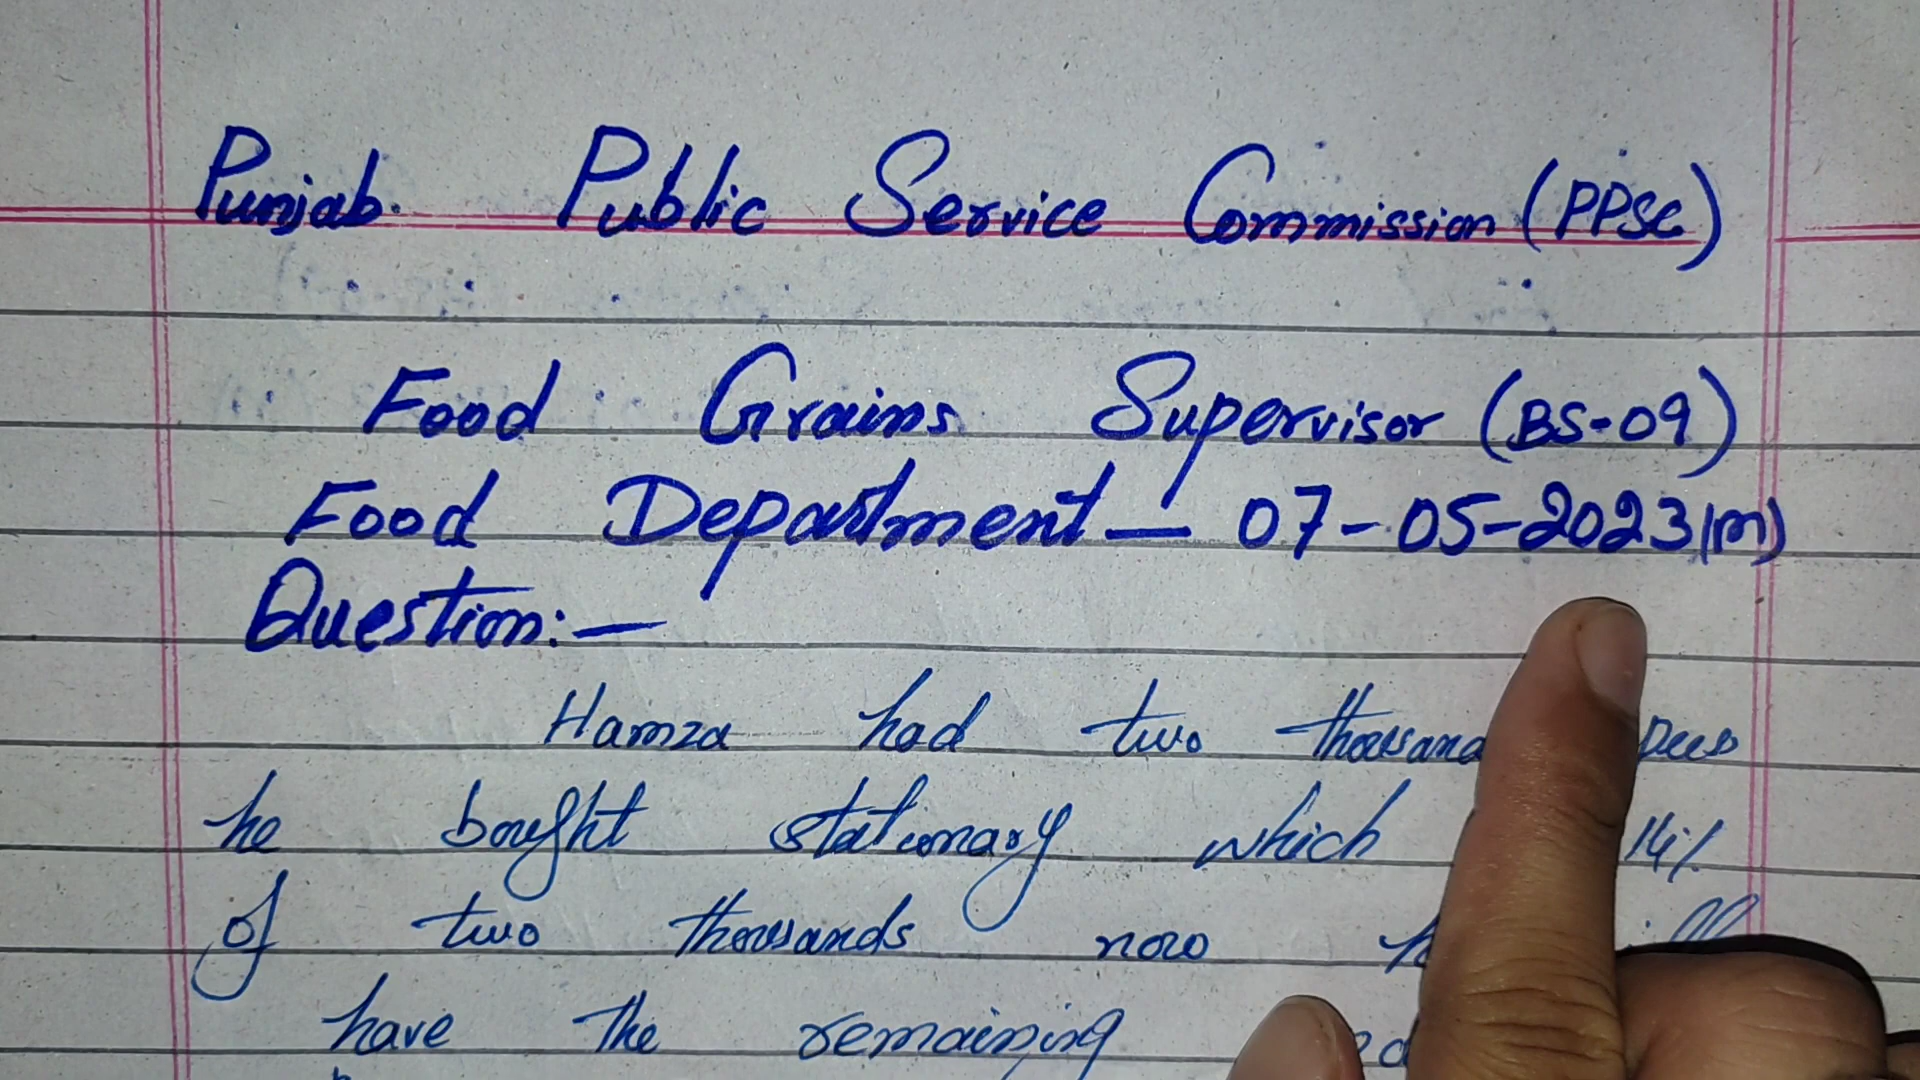 Punjab. Public Service Commission (PPSC)
Food Grains Supervisor (BS-09)
Food Department — 07-05-2023 (M)
Question:—
Hamza had two
he bought stationary which 14%
of two thousands now
have the remaining